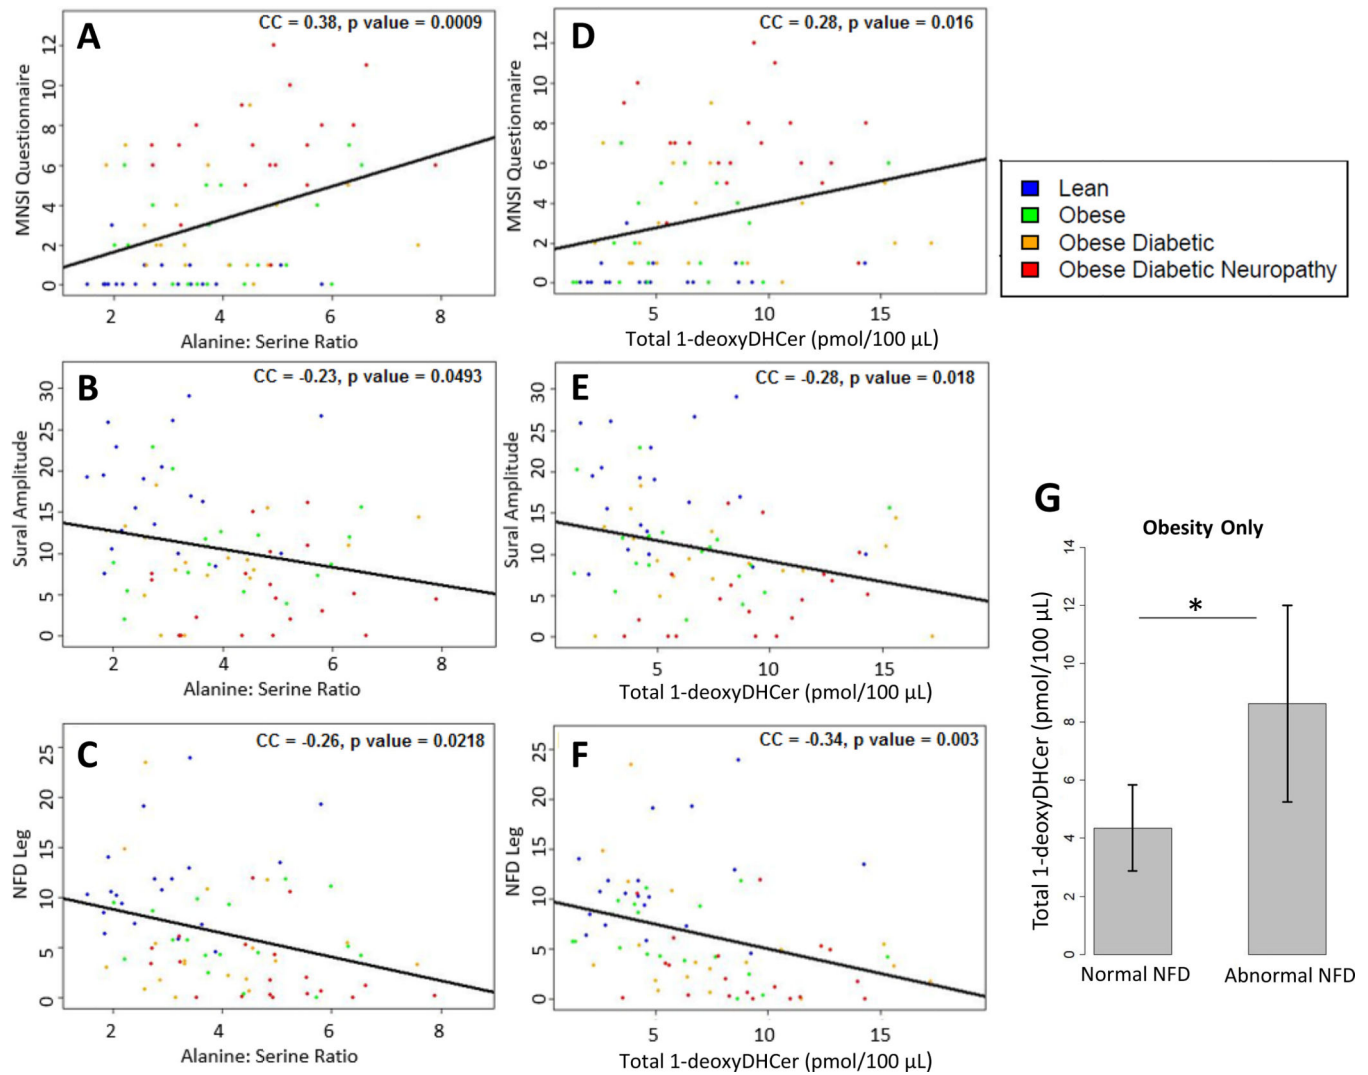 A
CC = 0.38, p value = 0.0009
MNSI Questionnaire
12
10
8
6
4
2
0
2 4 6 8
Alanine: Serine Ratio
D
CC = 0.28, p value = 0.016
MNSI Questionnaire
12
10
8
6
4
2
0
5 10 15
Total 1-deoxyDHCer (pmol/100 µL)
Lean
Obese
Obese Diabetic
Obese Diabetic Neuropathy
B
CC = -0.23, p value = 0.0493
Sural Amplitude
30
25
20
15
10
5
0
2 4 6 8
Alanine: Serine Ratio
E
CC = -0.28, p value = 0.018
Sural Amplitude
30
25
20
15
10
5
0
5 10 15
Total 1-deoxyDHCer (pmol/100 µL)
C
CC = -0.26, p value = 0.0218
NFD Leg
25
20
15
10
5
0
2 4 6 8
Alanine: Serine Ratio
F
CC = -0.34, p value = 0.003
NFD Leg
25
20
15
10
5
0
5 10 15
Total 1-deoxyDHCer (pmol/100 µL)
G
Obesity Only
Total 1-deoxyDHCer (pmol/100 µL)
14
12
10
8
6
4
2
0
*
Normal NFD Abnormal NFD